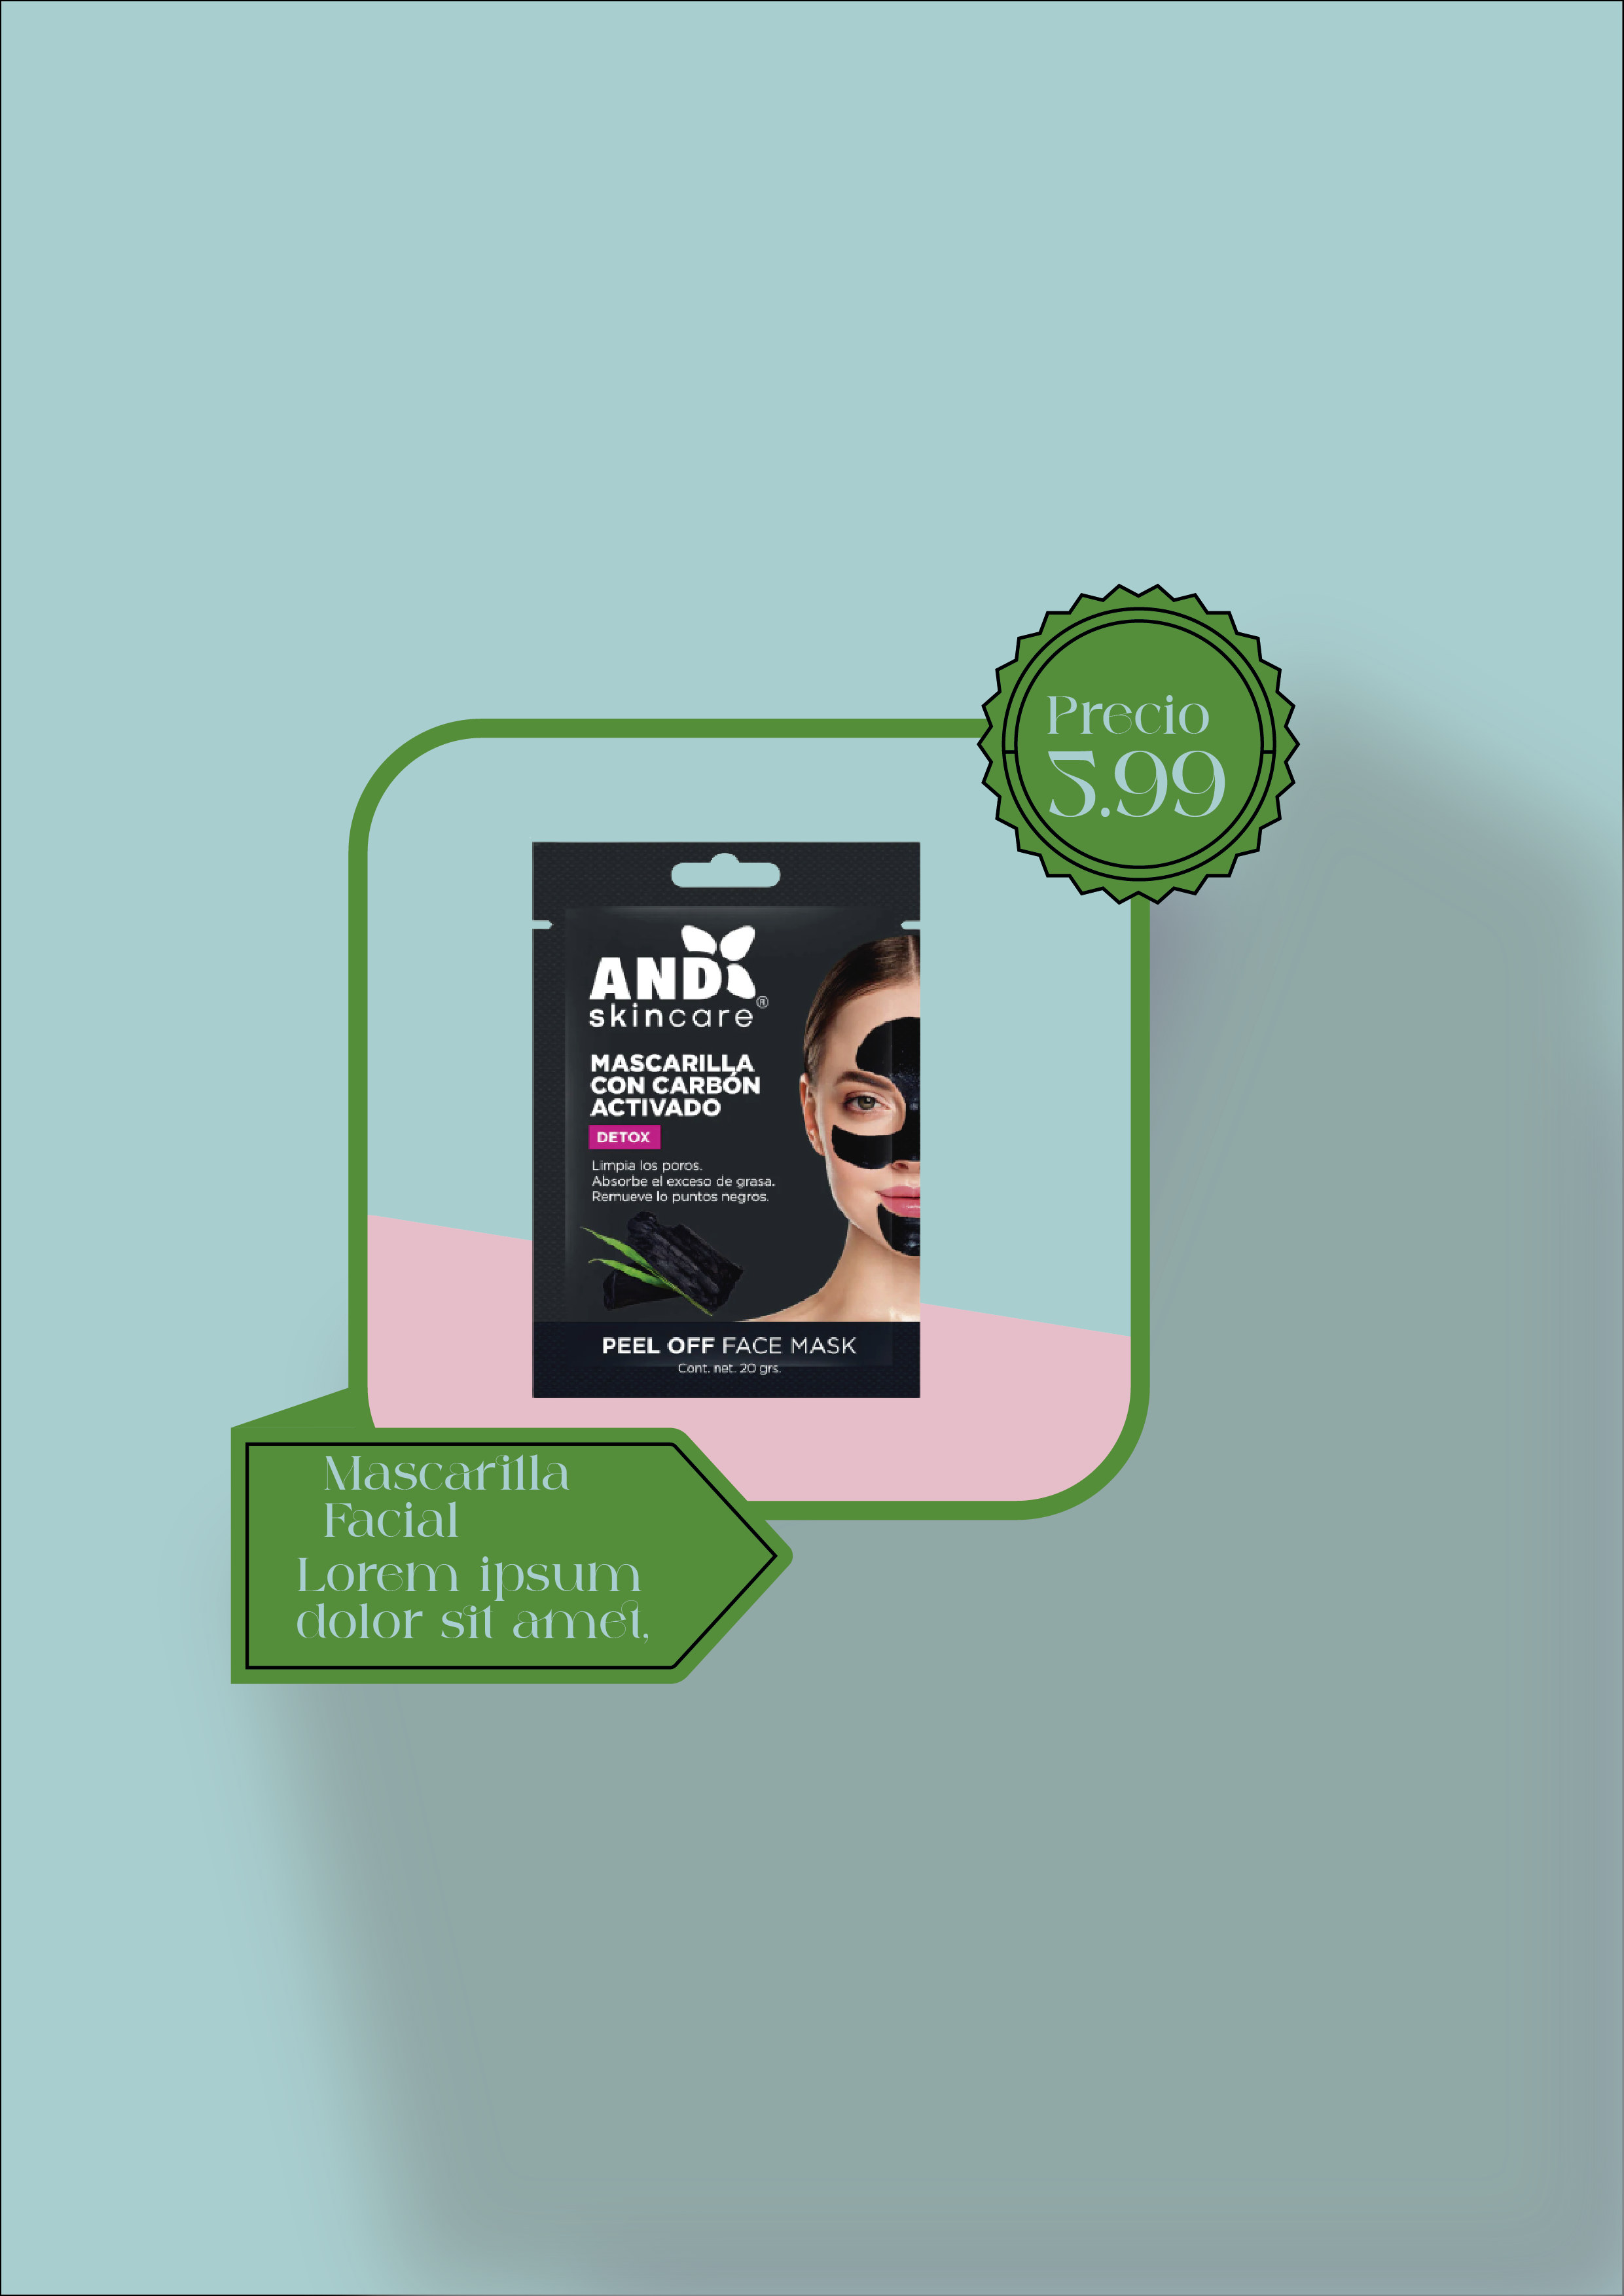 Precio
5.99
AND
skincare®
MASCARILLA
CON CARBÓN
ACTIVADO
DETOX
Limpia los poros.
Absorbe el exceso de grasa.
Remueve lo puntos negros.
PEEL OFF FACE MASK
Cont. net. 20 grs.
Mascarilla
Facial
Lorem ipsum
dolor sit amet,